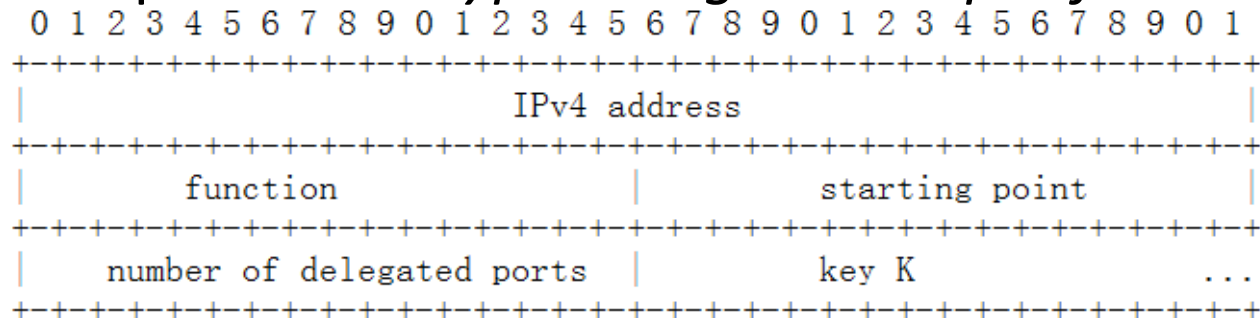 0 1 2 3 4 5 6 7 8 9 0 1 2 3 4 5 6 7 8 9 0 1 2 3 4 5 6 7 8 9 0 1
+-+-+-+-+-+-+-+-+-+-+-+-+-+-+-+-+-+-+-+-+-+-+-+-+-+-+-+-+-+-+-+-+
| IPv4 address |
+-+-+-+-+-+-+-+-+-+-+-+-+-+-+-+-+-+-+-+-+-+-+-+-+-+-+-+-+-+-+-+-+
| function | starting point |
+-+-+-+-+-+-+-+-+-+-+-+-+-+-+-+-+-+-+-+-+-+-+-+-+-+-+-+-+-+-+-+-+
| number of delegated ports | key K ...
+-+-+-+-+-+-+-+-+-+-+-+-+-+-+-+-+-+-+-+-+-+-+-+-+-+-+-+-+-+-+-+-+